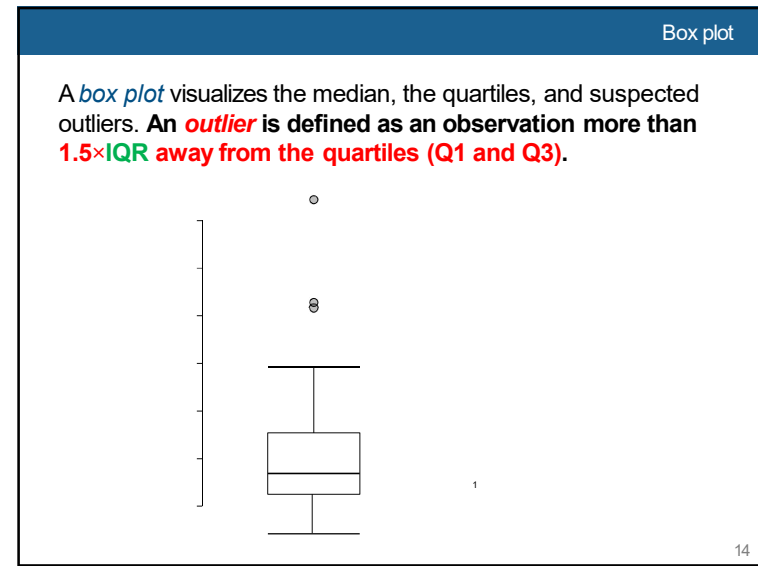 Box plot
A box plot visualizes the median, the quartiles, and suspected
outliers. An outlier is defined as an observation more than
1.5×IQR away from the quartiles (Q1 and Q3).
1
14